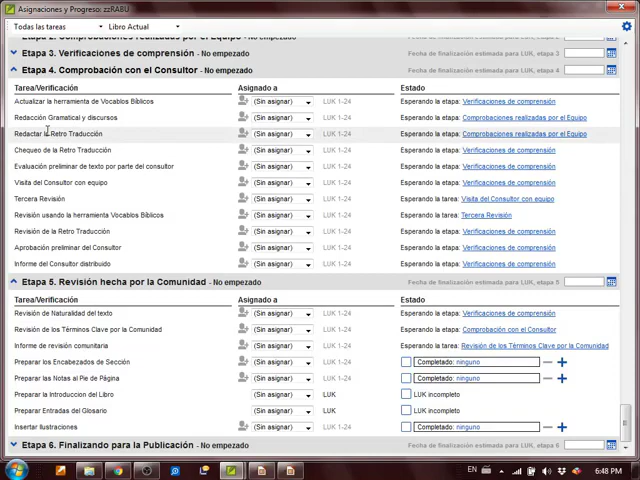 Asignaciones y Progreso: zzRABU
Todas las tareas Libro Actual
Etapa 2. Comprobaciones realizadas por el Equipo - No empezado
Etapa 3. Verificaciones de comprensión - No empezado Fecha de finalización estimada para LUK, etapa 3
Etapa 4. Comprobación con el Consultor - No empezado Fecha de finalización estimada para LUK, etapa 4
Tarea/Verificación Asignado a Estado
Actualizar la herramienta de Vocablos Bíblicos (Sin asignar) LUK 1-24 Esperando la etapa: Verificaciones de comprensión
Redacción Gramatical y discursos (Sin asignar) LUK 1-24 Esperando la etapa: Comprobaciones realizadas por el Equipo
Redactar la Retro Traducción (Sin asignar) LUK 1-24 Esperando la etapa: Comprobaciones realizadas por el Equipo
Chequeo de la Retro Traducción (Sin asignar) LUK 1-24 Esperando la etapa: Verificaciones de comprensión
Evaluación preliminar de texto por parte del consultor (Sin asignar) LUK 1-24 Esperando la etapa: Verificaciones de comprensión
Visita del Consultor con equipo (Sin asignar) LUK 1-24 Esperando la etapa: Verificaciones de comprensión
Tercera Revisión (Sin asignar) LUK 1-24 Esperando la tarea: Visita del Consultor con equipo
Revisión usando la herramienta Vocablos Bíblicos (Sin asignar) LUK 1-24 Esperando la tarea: Tercera Revisión
Revisión de la Retro Traducción (Sin asignar) LUK 1-24 Esperando la etapa: Verificaciones de comprensión
Aprobación preliminar del Consultor (Sin asignar) LUK 1-24 Esperando la etapa: Verificaciones de comprensión
Informe del Consultor distribuido (Sin asignar) LUK 1-24 Esperando la etapa: Verificaciones de comprensión
Etapa 5. Revisión hecha por la Comunidad - No empezado Fecha de finalización estimada para LUK, etapa 5
Tarea/Verificación Asignado a Estado
Revisión de Naturalidad del texto (Sin asignar) LUK 1-24 Esperando la etapa: Verificaciones de comprensión
Revisión de los Términos Clave por la Comunidad (Sin asignar) LUK 1-24 Esperando la etapa: Comprobación con el Consultor
Informe de revisión comunitaria (Sin asignar) LUK 1-24 Esperando la tarea: Revisión de los Términos Clave por la Comunidad
Preparar los Encabezados de Sección (Sin asignar) LUK 1-24 Completado: ninguno
Preparar las Notas al Pie de Página (Sin asignar) LUK 1-24 Completado: ninguno
Preparar la Introduccion del Libro (Sin asignar) LUK LUK incompleto
Preparar Entradas del Glosario (Sin asignar) LUK LUK incompleto
Insertar Ilustraciones (Sin asignar) LUK 1-24 Completado: ninguno
Etapa 6. Finalizando para la Publicación - No empezado Fecha de finalización estimada para LUK, etapa 6
EN 6:48 PM